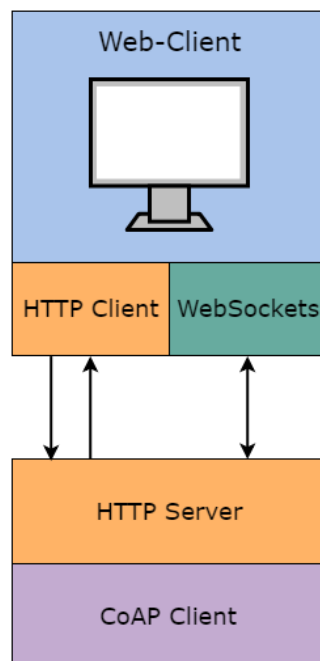 Web-Client
HTTP Client
WebSockets
HTTP Server
CoAP Client